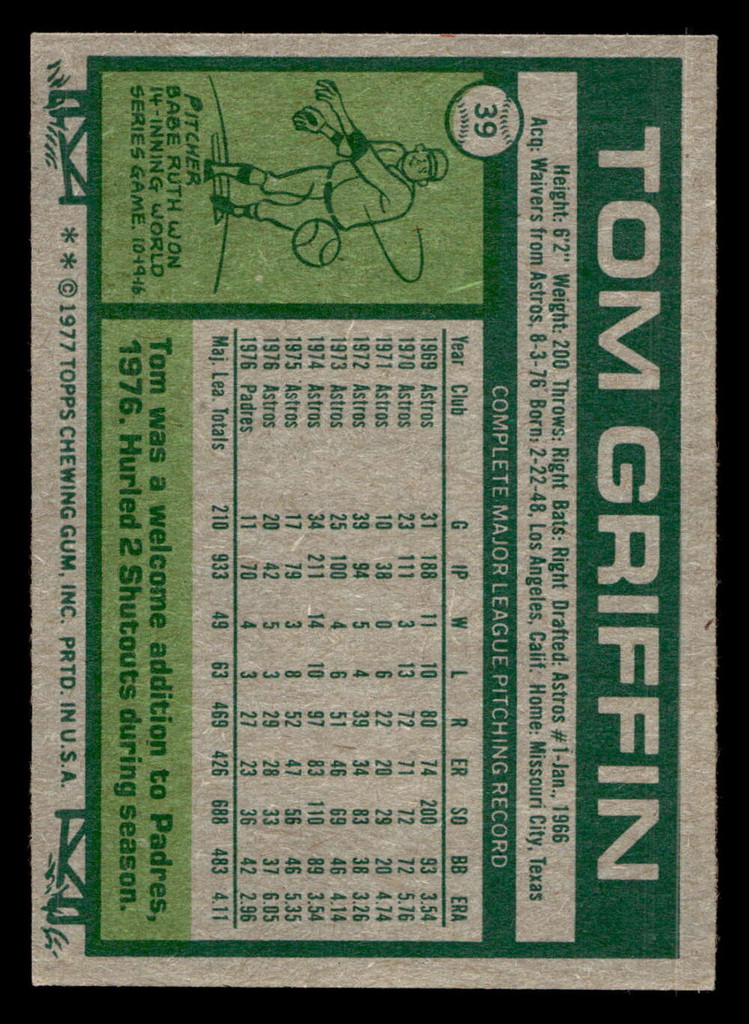 TOM GRIFFIN
39
Height: 6'2" Weight: 200 Throws: Right Bats: Right Drafted: Astros #1-Jan., 1966
Acq: Waivers from Astros, 8-3-76 Born: 2-22-48, Los Angeles, Calif. Home: Missouri City, Texas
COMPLETE MAJOR LEAGUE PITCHING RECORD
Year Club G IP W L R ER SO BB ERA
1969 Astros 31 188 11 10 80 74 200 93 3.54
1970 Astros 23 111 3 13 72 71 72 72 5.76
1971 Astros 10 38 0 6 22 20 29 20 4.74
1972 Astros 39 94 5 4 39 34 83 38 3.26
1973 Astros 25 100 4 6 51 46 69 46 4.14
1974 Astros 34 211 14 10 97 83 110 89 3.54
1975 Astros 17 79 3 8 52 47 56 46 5.35
1976 Astros 20 42 5 3 29 28 33 37 6.05
1976 Padres 11 70 4 3 27 23 36 42 2.96
Maj. Lea. Totals 210 933 49 63 469 426 688 483 4.11
PITCHER
BABE RUTH WON
14-INNING WORLD
SERIES GAME. 10-9-16
Tom was a welcome addition to Padres,
1976. Hurled 2 Shutouts during season.
* * © 1977 TOPPS CHEWING GUM, INC. PRTD. IN U.S.A.